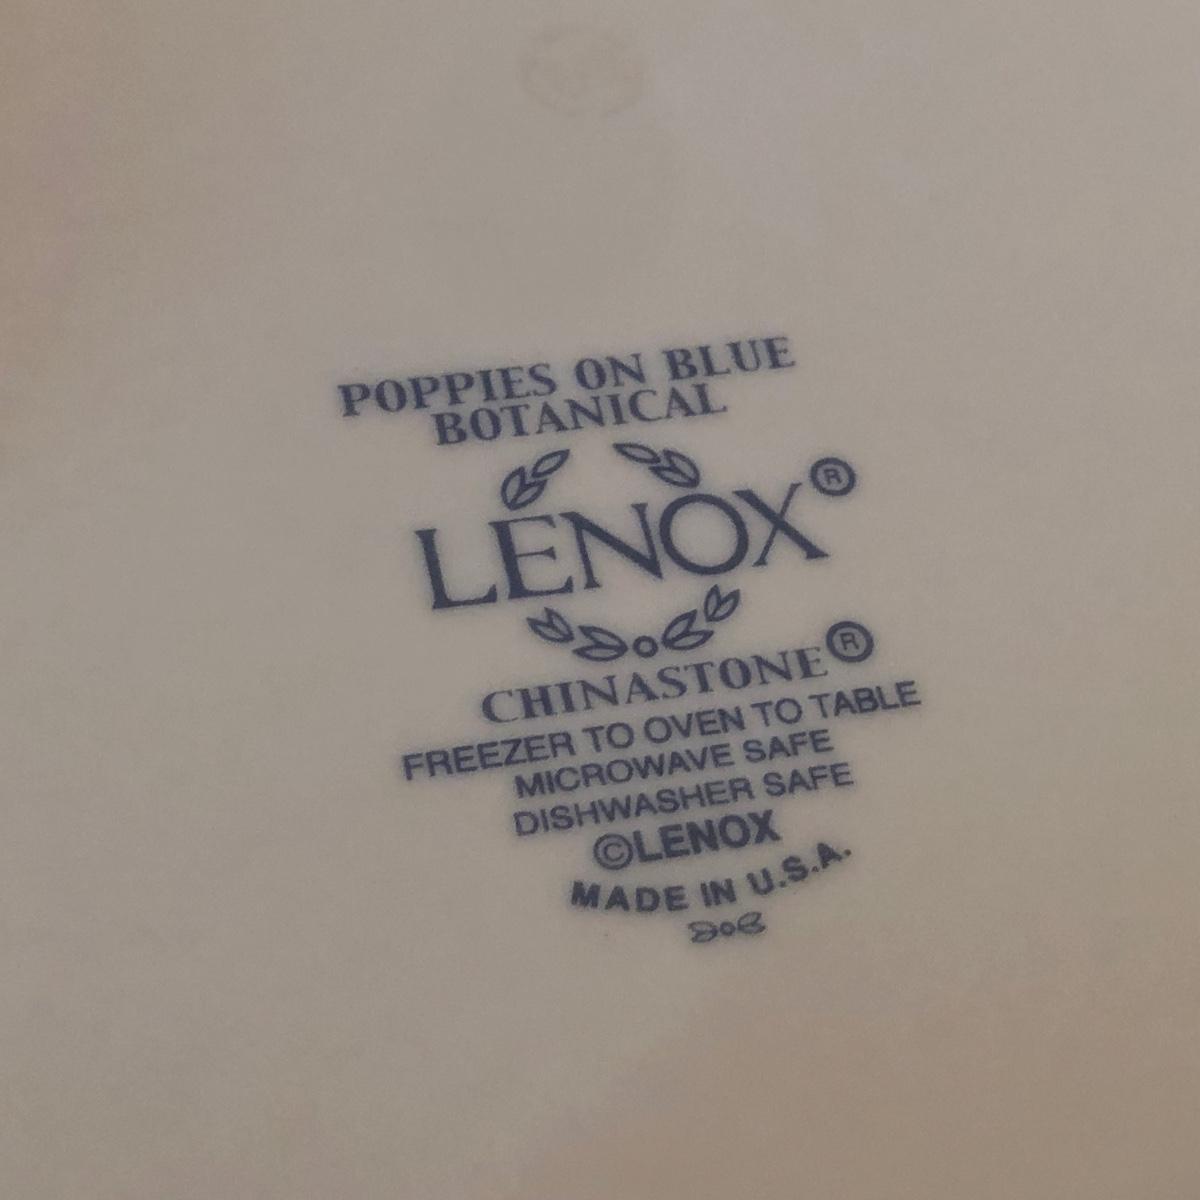 POPPIES ON BLUE
BOTANICAL
LENOX®
CHINASTONE®
FREEZER TO OVEN TO TABLE
MICROWAVE SAFE
DISHWASHER SAFE
©LENOX
MADE IN U.S.A.